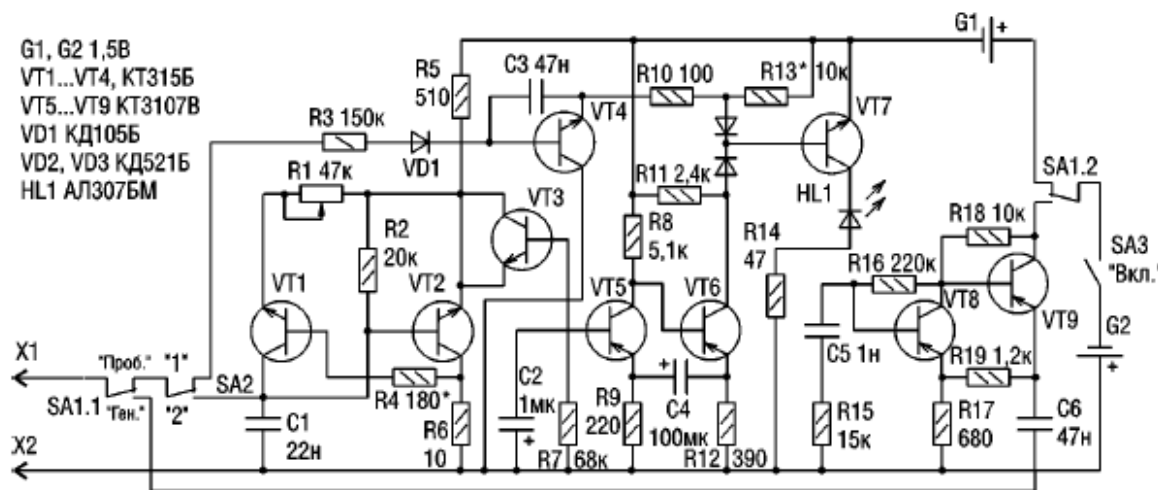 G1, G2 1,5В
VT1...VT4, КТ315Б
VT5...VT9 КТ3107В
VD1 КД105Б
VD2, VD3 КД521Б
HL1 АЛ307БМ
G1
+
R5
510
C3 47н
R10 100
R13* 10к
VT4
VT7
R3 150к
VD1
R1 47к
R11 2,4к
HL1
SA1.2
VT3
R2
20к
R8
5,1к
R14
47
R18 10к
SA3
"Вкл."
R16 220к
VT1
VT2
VT5
VT6
VT8
VT9
G2
+
X1
"Проб."
"1"
SA2
SA1.1
"Ген."
"2"
R4 180*
C2
1мк
+
+
C5 1н
R19 1,2к
C1
22н
R6
10
R7 68к
R9
220
C4
100мк
R12 390
R15
15к
R17
680
C6
47н
X2